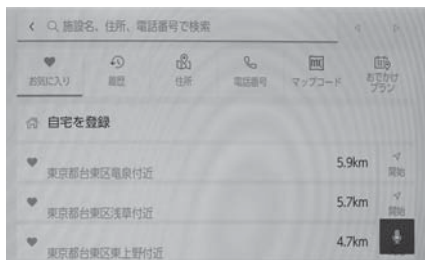 施設名、住所、電話番号で検索
お気に入り 履歴 住所 電話番号 マップコード おでかけプラン
自宅を登録
5.9km
東京都台東区竜泉付近 開始
5.7km
東京都台東区浅草付近 開始
4.7km
東京都台東区東上野付近